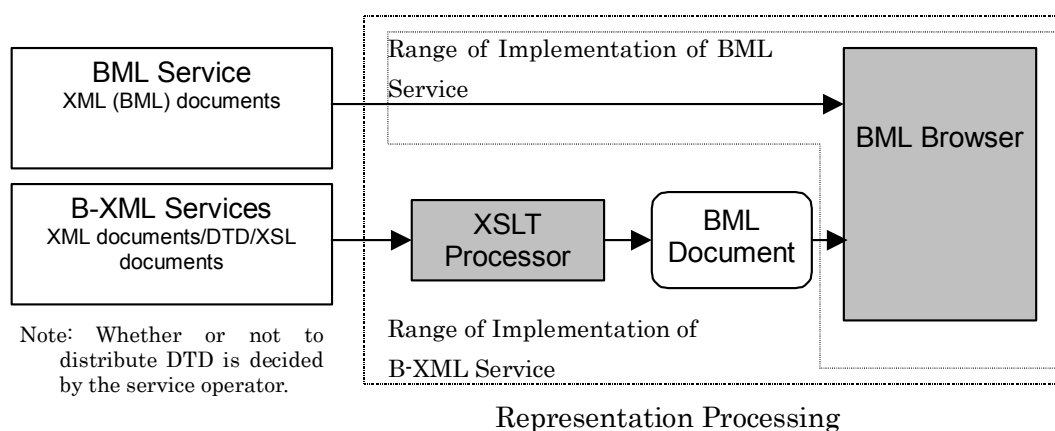 Range of Implementation of BML
Service
BML Service
XML (BML) documents
BML Browser
B-XML Services
XML documents/DTD/XSL
documents
XSLT
Processor
BML
Document
Note: Whether or not to
distribute DTD is decided
by the service operator.
Range of Implementation of
B-XML Service
Representation Processing